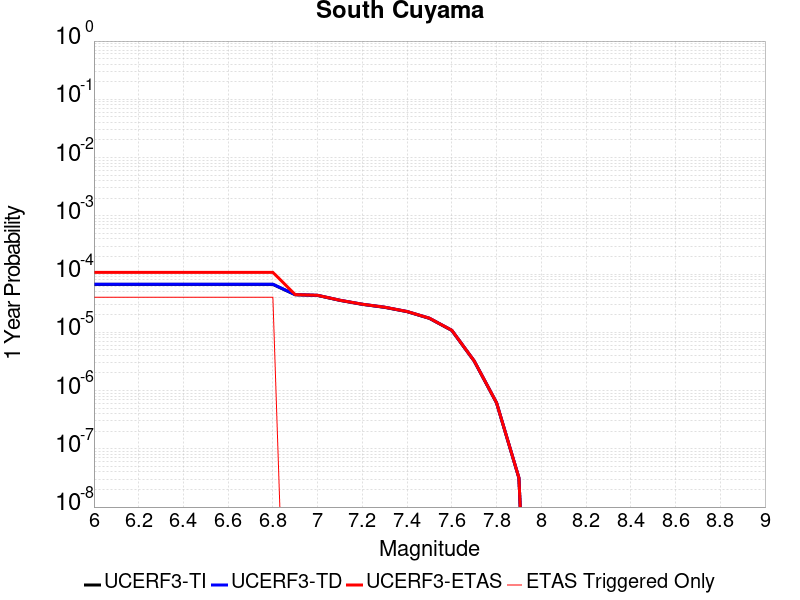 South Cuyama
1 Year Probability
10^0
10^-1
10^-2
10^-3
10^-4
10^-5
10^-6
10^-7
10^-8
6 6.2 6.4 6.6 6.8 7 7.2 7.4 7.6 7.8 8 8.2 8.4 8.6 8.8 9
Magnitude
UCERF3-TI UCERF3-TD UCERF3-ETAS ETAS Triggered Only